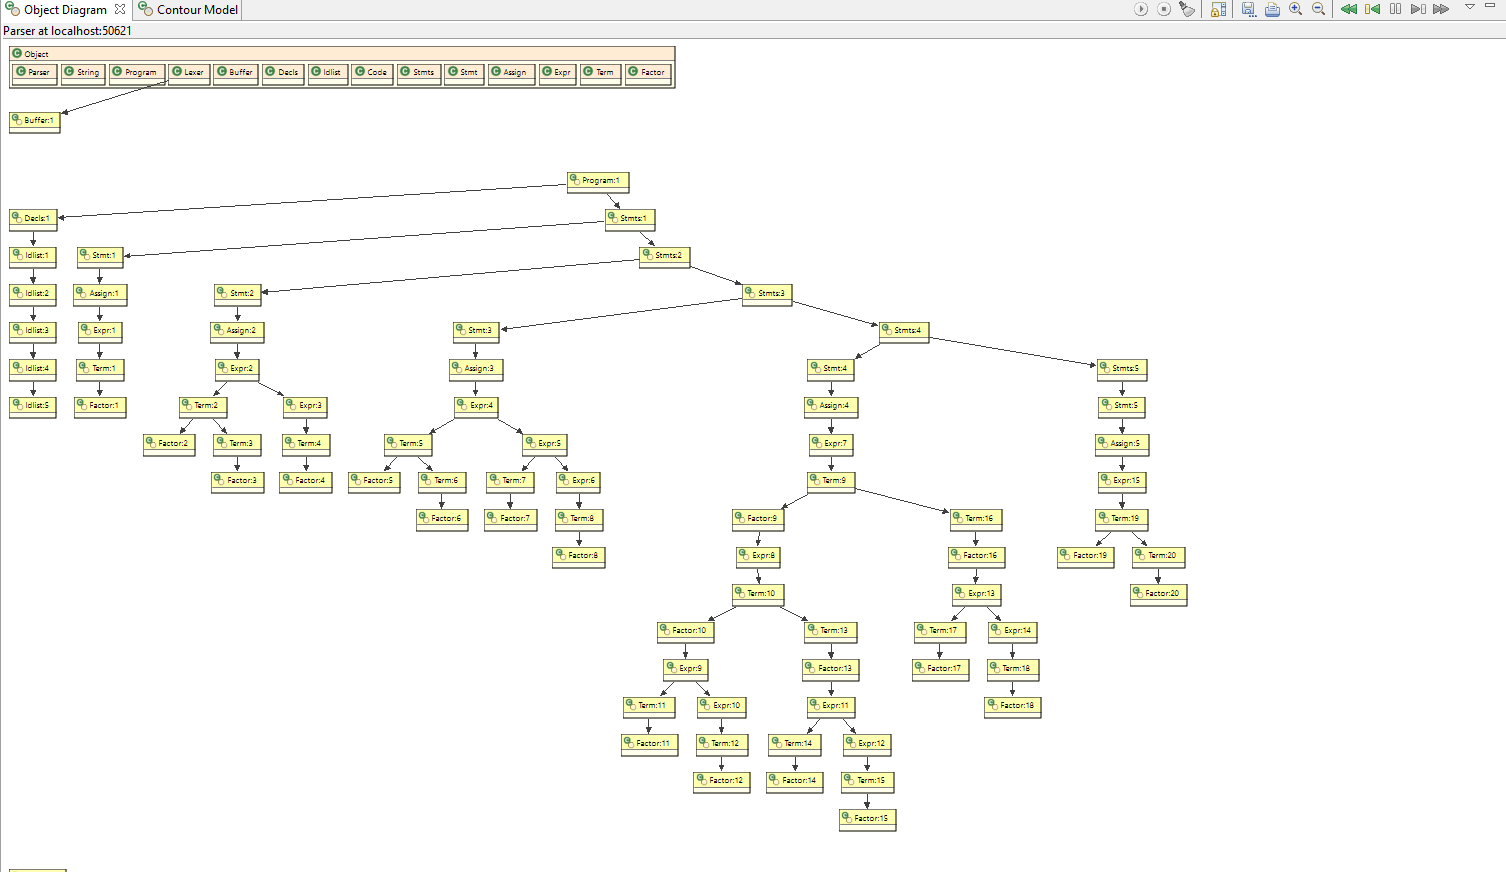 Object Diagram Contour Model
Parser at localhost:50621
Object
Parser String Program Lexer Buffer Decls Idlist Code Stmts Stmt Assign Expr Term Factor
Buffer:1
Program:1
Decls:1 Stmts:1
Idlist:1 Stmt:1 Stmts:2
Idlist:2 Assign:1 Stmt:2 Stmts:3
Idlist:3 Expr:1 Assign:2 Stmt:3 Stmts:4
Idlist:4 Term:1 Expr:2 Assign:3 Stmt:4 Stmts:5
Idlist:5 Factor:1 Term:2 Expr:3 Expr:4 Assign:4 Stmt:5
Factor:2 Term:3 Term:4 Term:5 Expr:5 Expr:7 Assign:5
Factor:3 Factor:4 Factor:5 Term:6 Term:7 Expr:6 Term:9 Expr:15
Factor:6 Factor:7 Term:8 Factor:9 Term:16 Term:19
Factor:8 Expr:8 Factor:16 Factor:19 Term:20
Term:10 Expr:13 Factor:20
Factor:10 Term:13 Term:17 Expr:14
Expr:9 Factor:13 Factor:17 Term:18
Term:11 Expr:10 Expr:11 Factor:18
Factor:11 Term:12 Term:14 Expr:12
Factor:12 Factor:14 Term:15
Factor:15